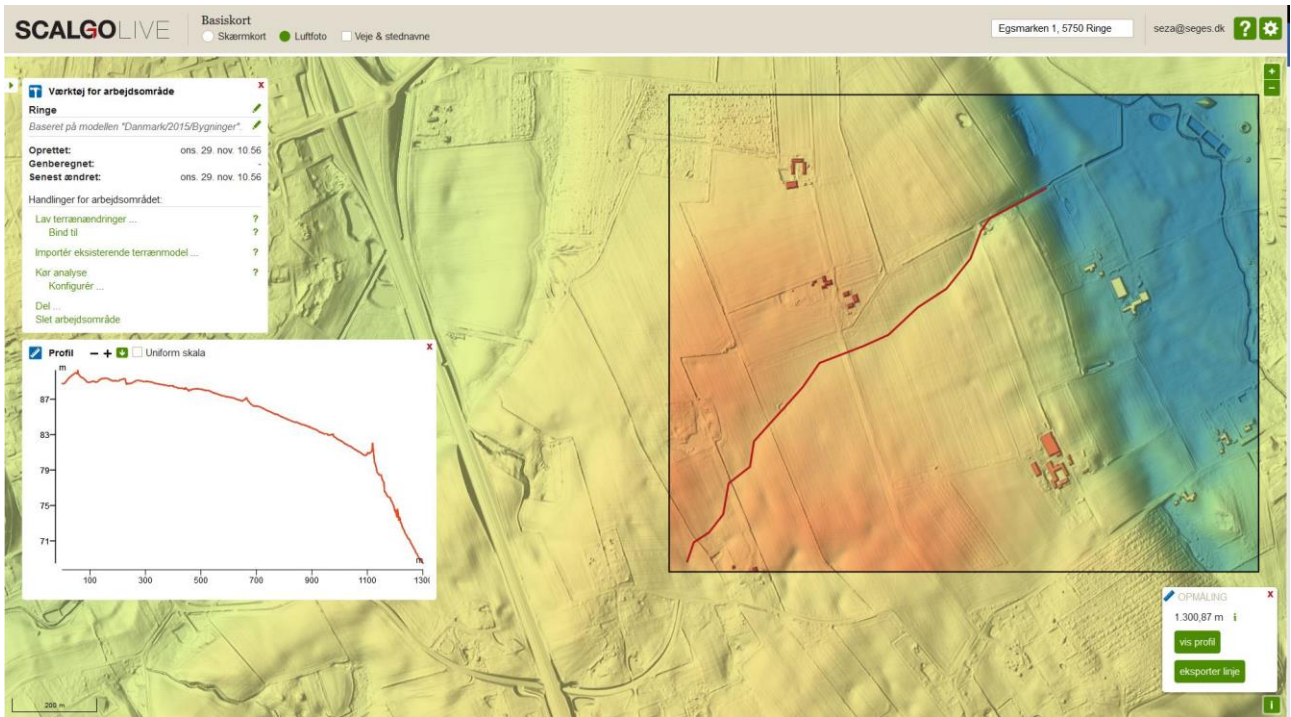 SCALGOLIVE
Basiskort
Skærmkort Luftfoto Veje & stednavne
Egsmarken 1, 5750 Ringe
seza@seges.dk
?
+
−
Værktøj for arbejdsområde x
Ringe
Baseret på modellen "Danmark/2015/Bygninger".
Oprettet: ons. 29. nov. 10.56
Genberegnet: -
Senest ændret: ons. 29. nov. 10.56
Handlinger for arbejdsområdet:
Lav terrænændringer ... ?
Bind til ?
Importér eksisterende terrænmodel ... ?
Kør analyse ?
Konfigurér ...
Del ...
Slet arbejdsområde
Profil − + Uniform skala x
m
87
83
79
75
71
m
100 300 500 700 900 1100 1300
OPMÅLING x
1.300,87 m i
vis profil
eksporter linje
200 m
i